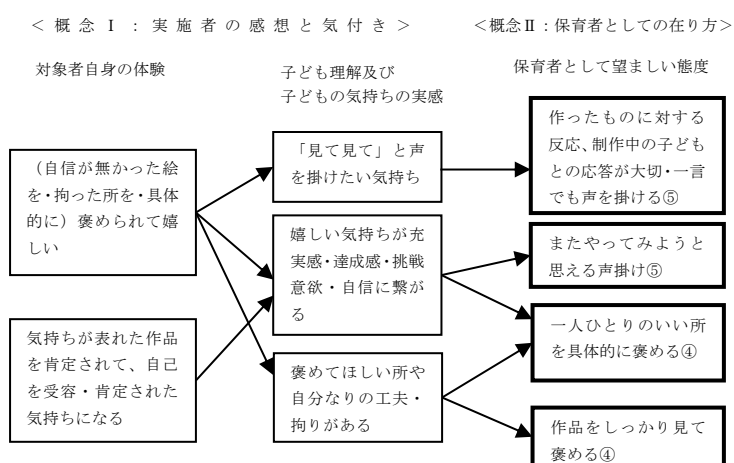 ＜概念Ⅰ：実施者の感想と気付き＞
＜概念Ⅱ：保育者としての在り方＞
対象者自身の体験
子ども理解及び
子どもの気持ちの実感
保育者として望ましい態度
（自信が無かった絵
を・拘った所を・具体
的に）褒められて嬉
しい
気持ちが表れた作品
を肯定されて、自己
を受容・肯定された
気持ちになる
「見て見て」と声
を掛けたい気持ち
嬉しい気持ちが充
実感・達成感・挑戦
意欲・自信に繋が
る
褒めてほしい所や
自分なりの工夫・
拘りがある
作ったものに対する
反応、制作中の子ども
との応答が大切・一言
でも声を掛ける⑤
またやってみようと
思える声掛け⑤
一人ひとりのいい所
を具体的に褒める④
作品をしっかり見て
褒める④